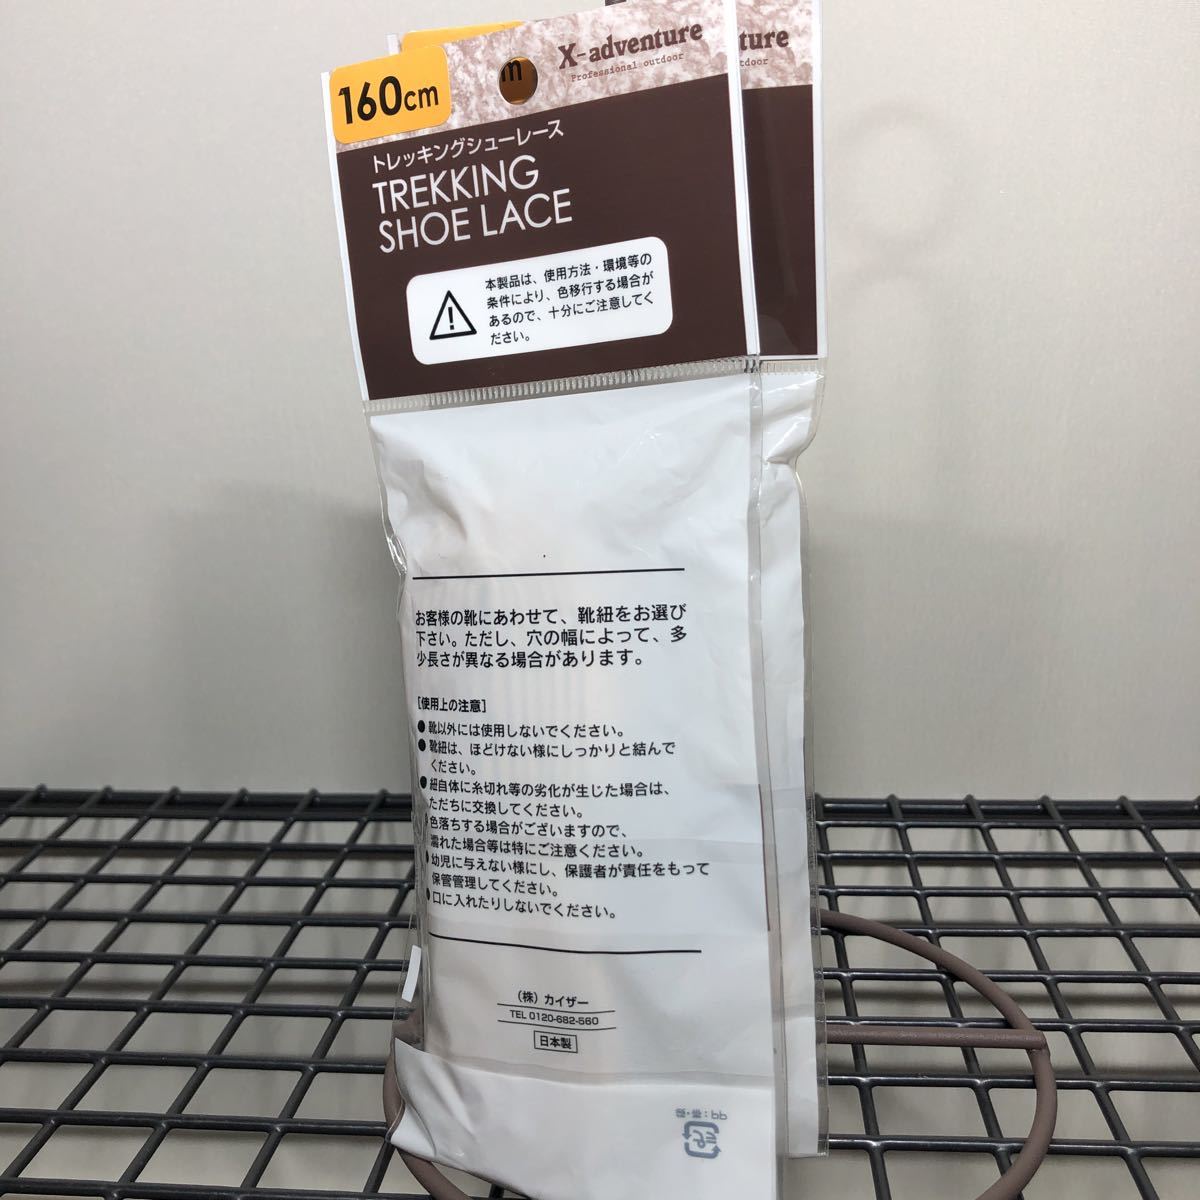 160cm
m
X-adventure
Professional outdoor
ture
door
トレッキングシューレース
TREKKING
SHOE LACE
本製品は、使用方法・環境等の
条件により、色移行する場合が
あるので、十分にご注意してく
ださい。
お客様の靴にあわせて、靴紐をお選び
下さい。ただし、穴の幅によって、多
少長さが異なる場合があります。
[使用上の注意]
●靴以外には使用しないでください。
●靴紐は、ほどけない様にしっかりと結んで
ください。
●紐自体に糸切れ等の劣化が生じた場合は、
ただちに交換してください。
●色落ちする場合がございますので、
濡れた場合等は特にご注意ください。
●幼児に与えない様にし、保護者が責任をもって
保管管理してください。
●口に入れたりしないでください。
(株)カイザー
TEL 0120-682-560
日本製